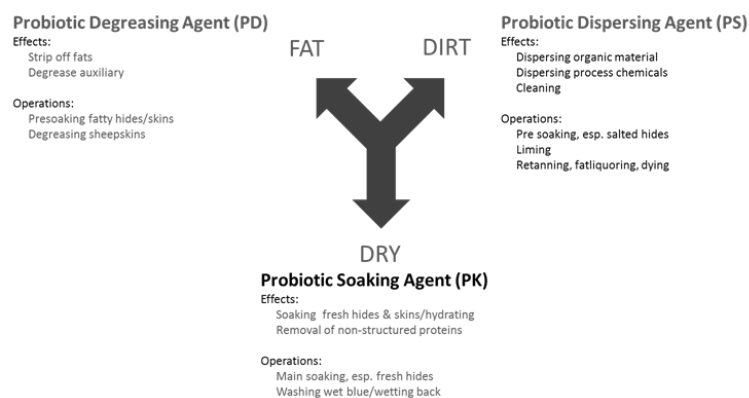 Probiotic Degreasing Agent (PD)
Effects:
Strip off fats
Degrease auxiliary
Operations:
Presoaking fatty hides/skins
Degreasing sheepskins
FAT
DIRT
Probiotic Dispersing Agent (PS)
Effects:
Dispersing organic material
Dispersing process chemicals
Cleaning
Operations:
Pre soaking, esp. salted hides
Liming
Retanning, fatliquoring, dying
DRY
Probiotic Soaking Agent (PK)
Effects:
Soaking fresh hides & skins/hydrating
Removal of non-structured proteins
Operations:
Main soaking, esp. fresh hides
Washing wet blue/wetting back